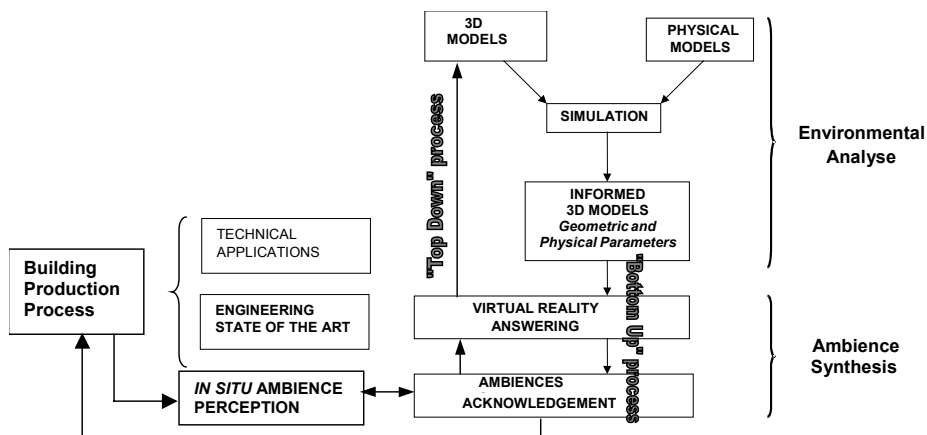 3D
MODELS
PHYSICAL
MODELS
SIMULATION
Environmental
Analyse
"Top Down" process
INFORMED
3D MODELS
Geometric and
Physical Parameters
TECHNICAL
APPLICATIONS
Building
Production
Process
ENGINEERING
STATE OF THE ART
"Bottom Up" process
VIRTUAL REALITY
ANSWERING
Ambience
Synthesis
IN SITU AMBIENCE
PERCEPTION
AMBIENCES
ACKNOWLEDGEMENT